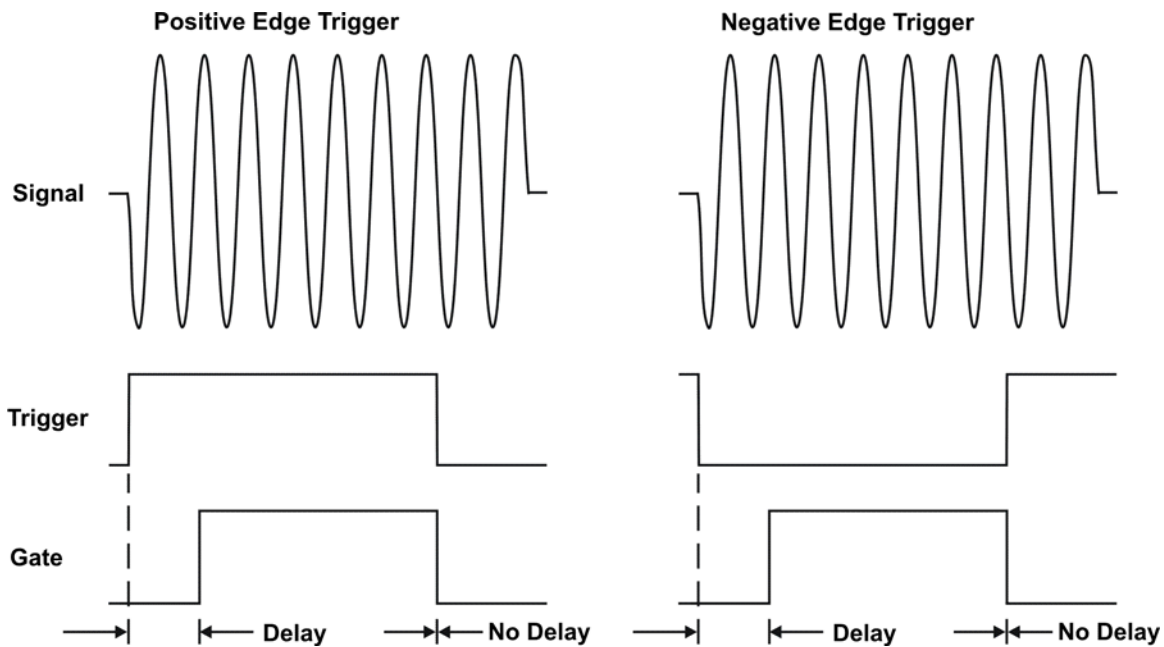 Positive Edge Trigger
Negative Edge Trigger
Signal
Trigger
Gate
Delay
No Delay
Delay
No Delay